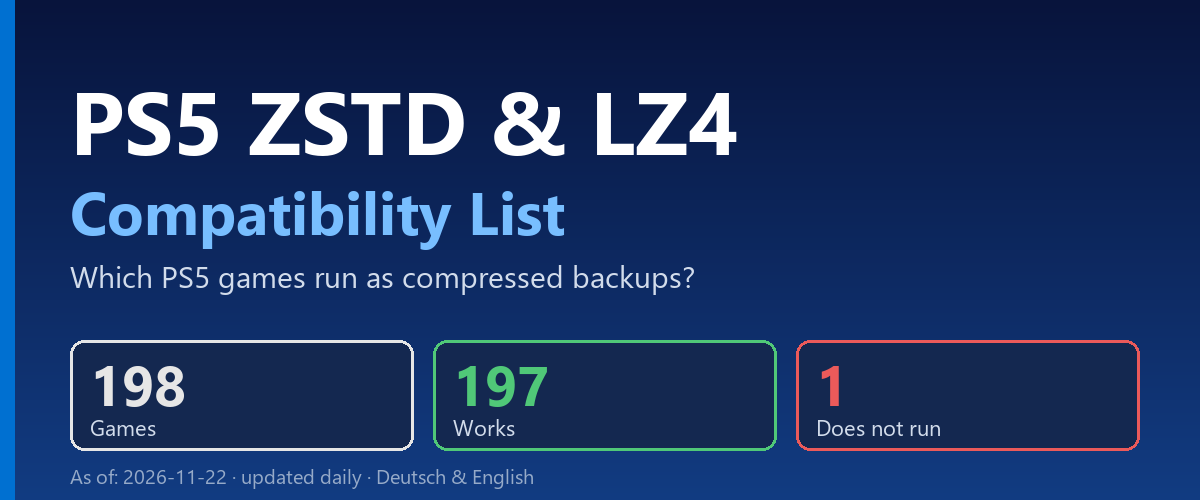 PS5 ZSTD & LZ4
Compatibility List
Which PS5 games run as compressed backups?
198
Games
197
Works
1
Does not run
As of: 2026-11-22 · updated daily · Deutsch & English